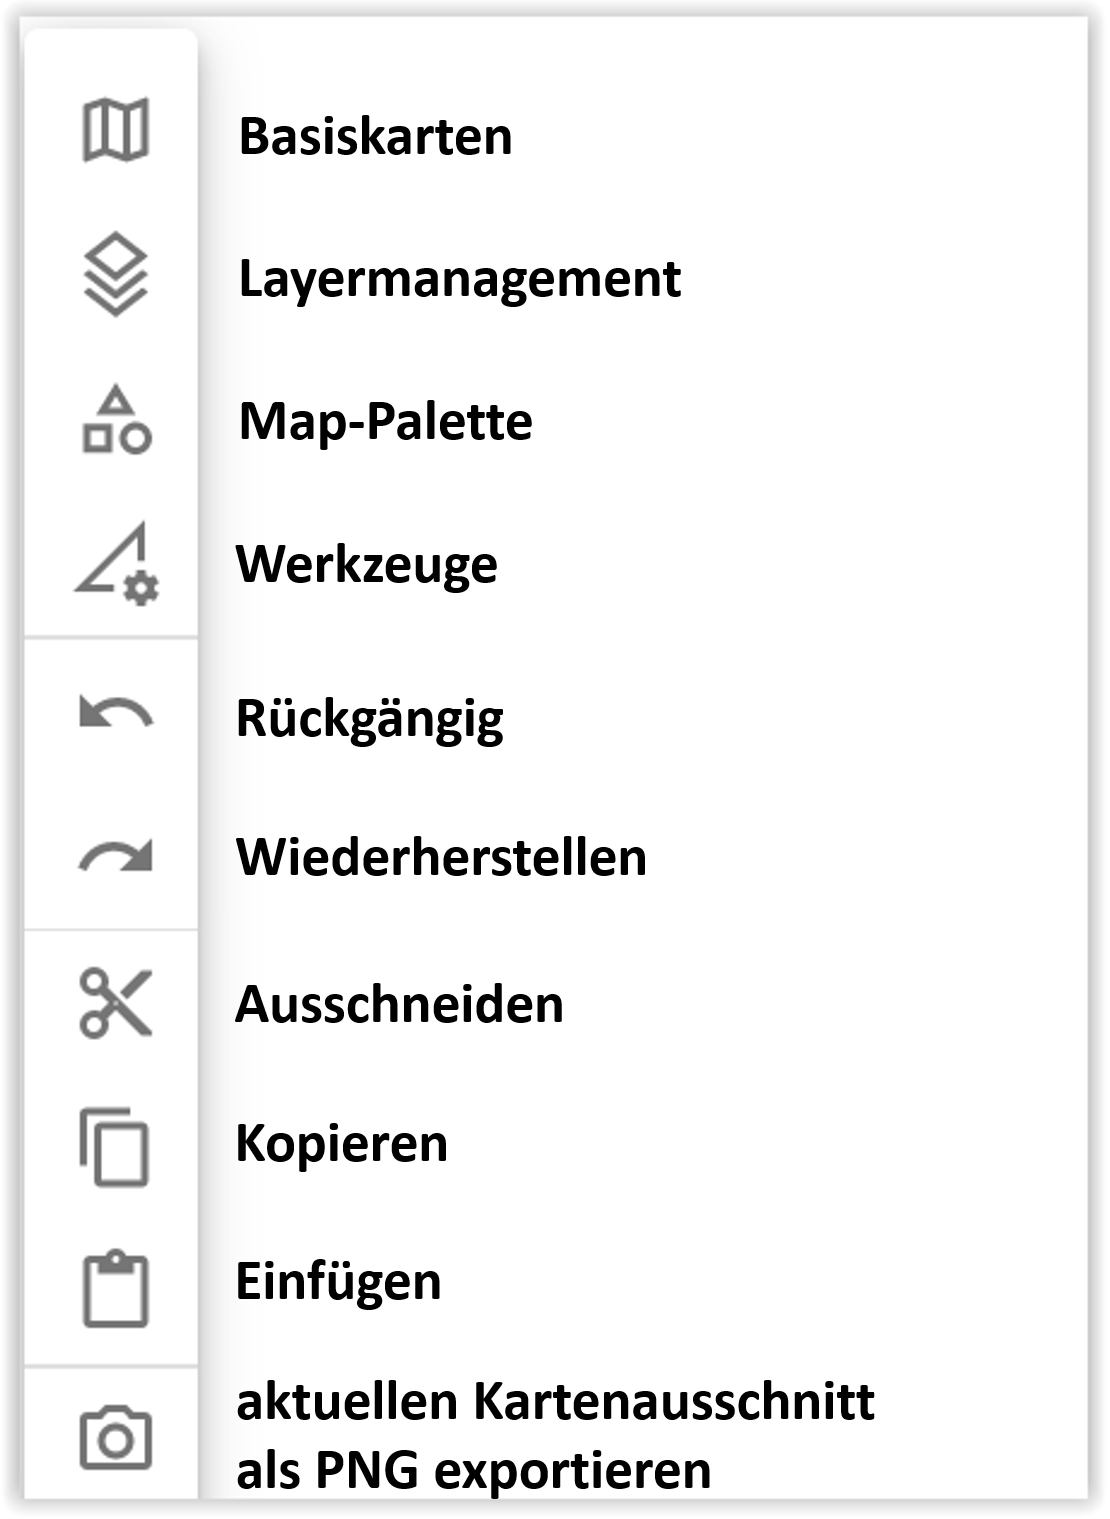 Basiskarten
Layermanagement
Map-Palette
Werkzeuge
Rückgängig
Wiederherstellen
Ausschneiden
Kopieren
Einfügen
aktuellen Kartenausschnitt
als PNG exportieren